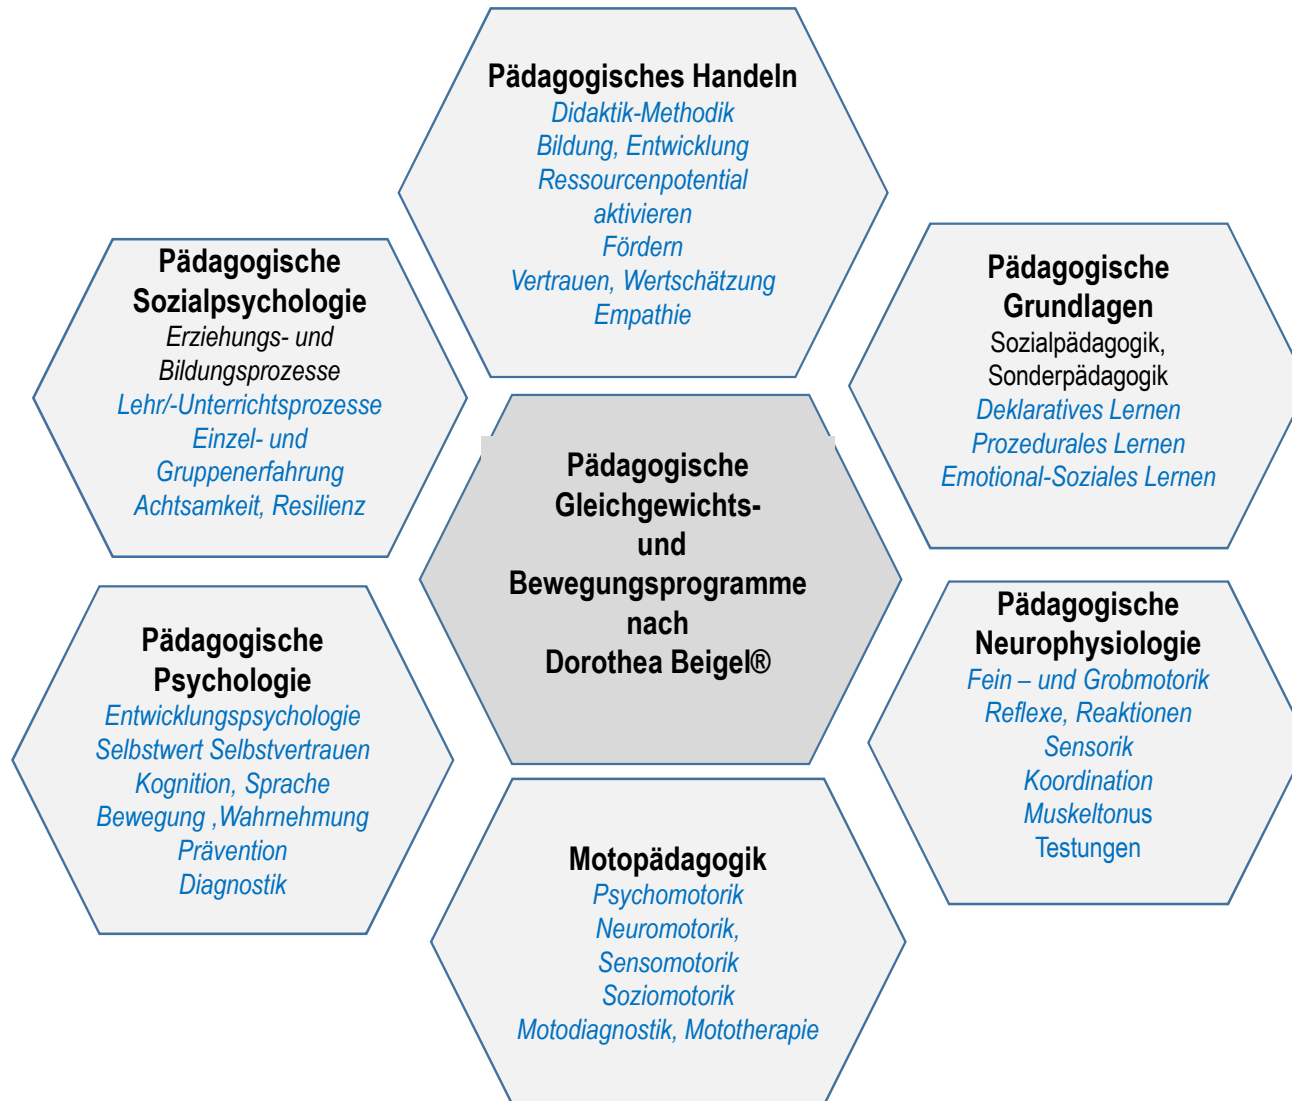 Pädagogisches Handeln
Didaktik-Methodik
Bildung, Entwicklung
Ressourcenpotential
aktivieren
Fördern
Vertrauen, Wertschätzung
Empathie
Pädagogische
Sozialpsychologie
Erziehungs- und
Bildungsprozesse
Lehr/-Unterrichtsprozesse
Einzel- und
Gruppenerfahrung
Achtsamkeit, Resilienz
Pädagogische
Grundlagen
Sozialpädagogik,
Sonderpädagogik
Deklaratives Lernen
Prozedurales Lernen
Emotional-Soziales Lernen
Pädagogische
Gleichgewichts-
und
Bewegungsprogramme
nach
Dorothea Beigel®
Pädagogische
Psychologie
Entwicklungspsychologie
Selbstwert Selbstvertrauen
Kognition, Sprache
Bewegung ,Wahrnehmung
Prävention
Diagnostik
Pädagogische
Neurophysiologie
Fein – und Grobmotorik
Reflexe, Reaktionen
Sensorik
Koordination
Muskeltonus
Testungen
Motopädagogik
Psychomotorik
Neuromotorik,
Sensomotorik
Soziomotorik
Motodiagnostik, Mototherapie